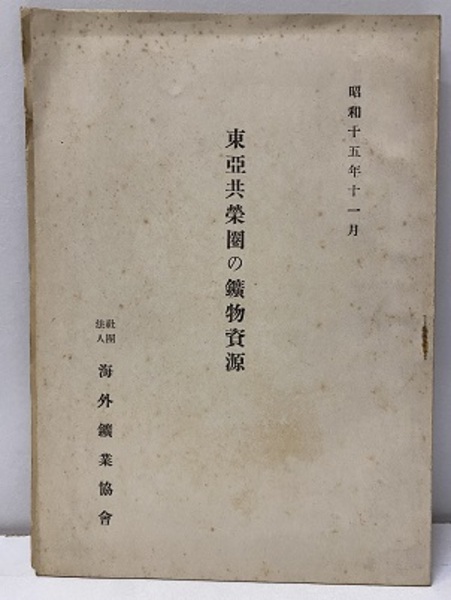 昭和十五年十一月
東亞共榮圏の鑛物資源
社團法人 海外鑛業協會